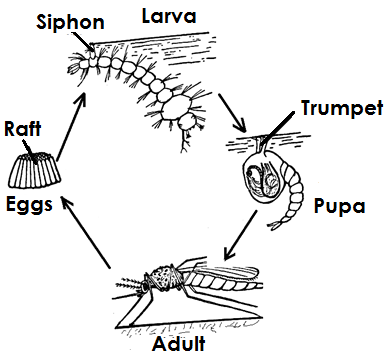 Siphon
Larva
Trumpet
Raft
Eggs
Pupa
Adult